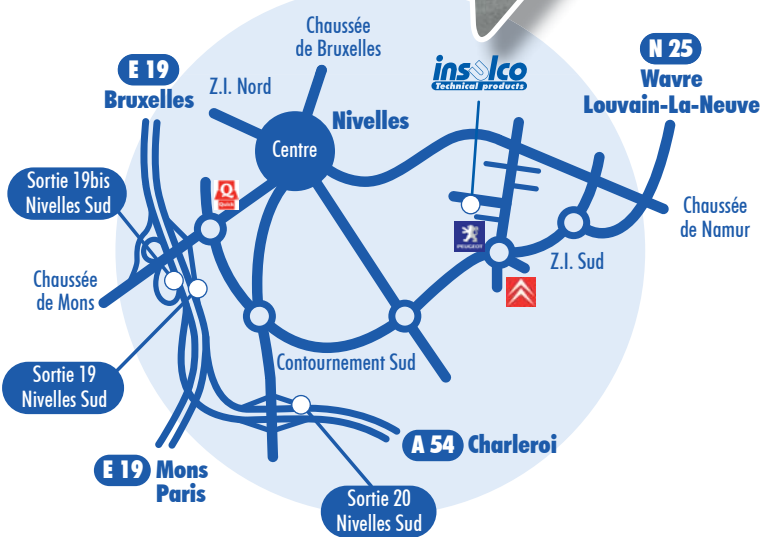 Chaussée
de Bruxelles
E 19
Bruxelles
Z.I. Nord
insulco
Technical products
N 25
Wavre
Louvain-La-Neuve
Nivelles
Centre
Sortie 19bis
Nivelles Sud
Q
Quick
PEUGEOT
Chaussée
de Namur
Z.I. Sud
Chaussée
de Mons
Contournement Sud
Sortie 19
Nivelles Sud
A 54 Charleroi
E 19 Mons
Paris
Sortie 20
Nivelles Sud